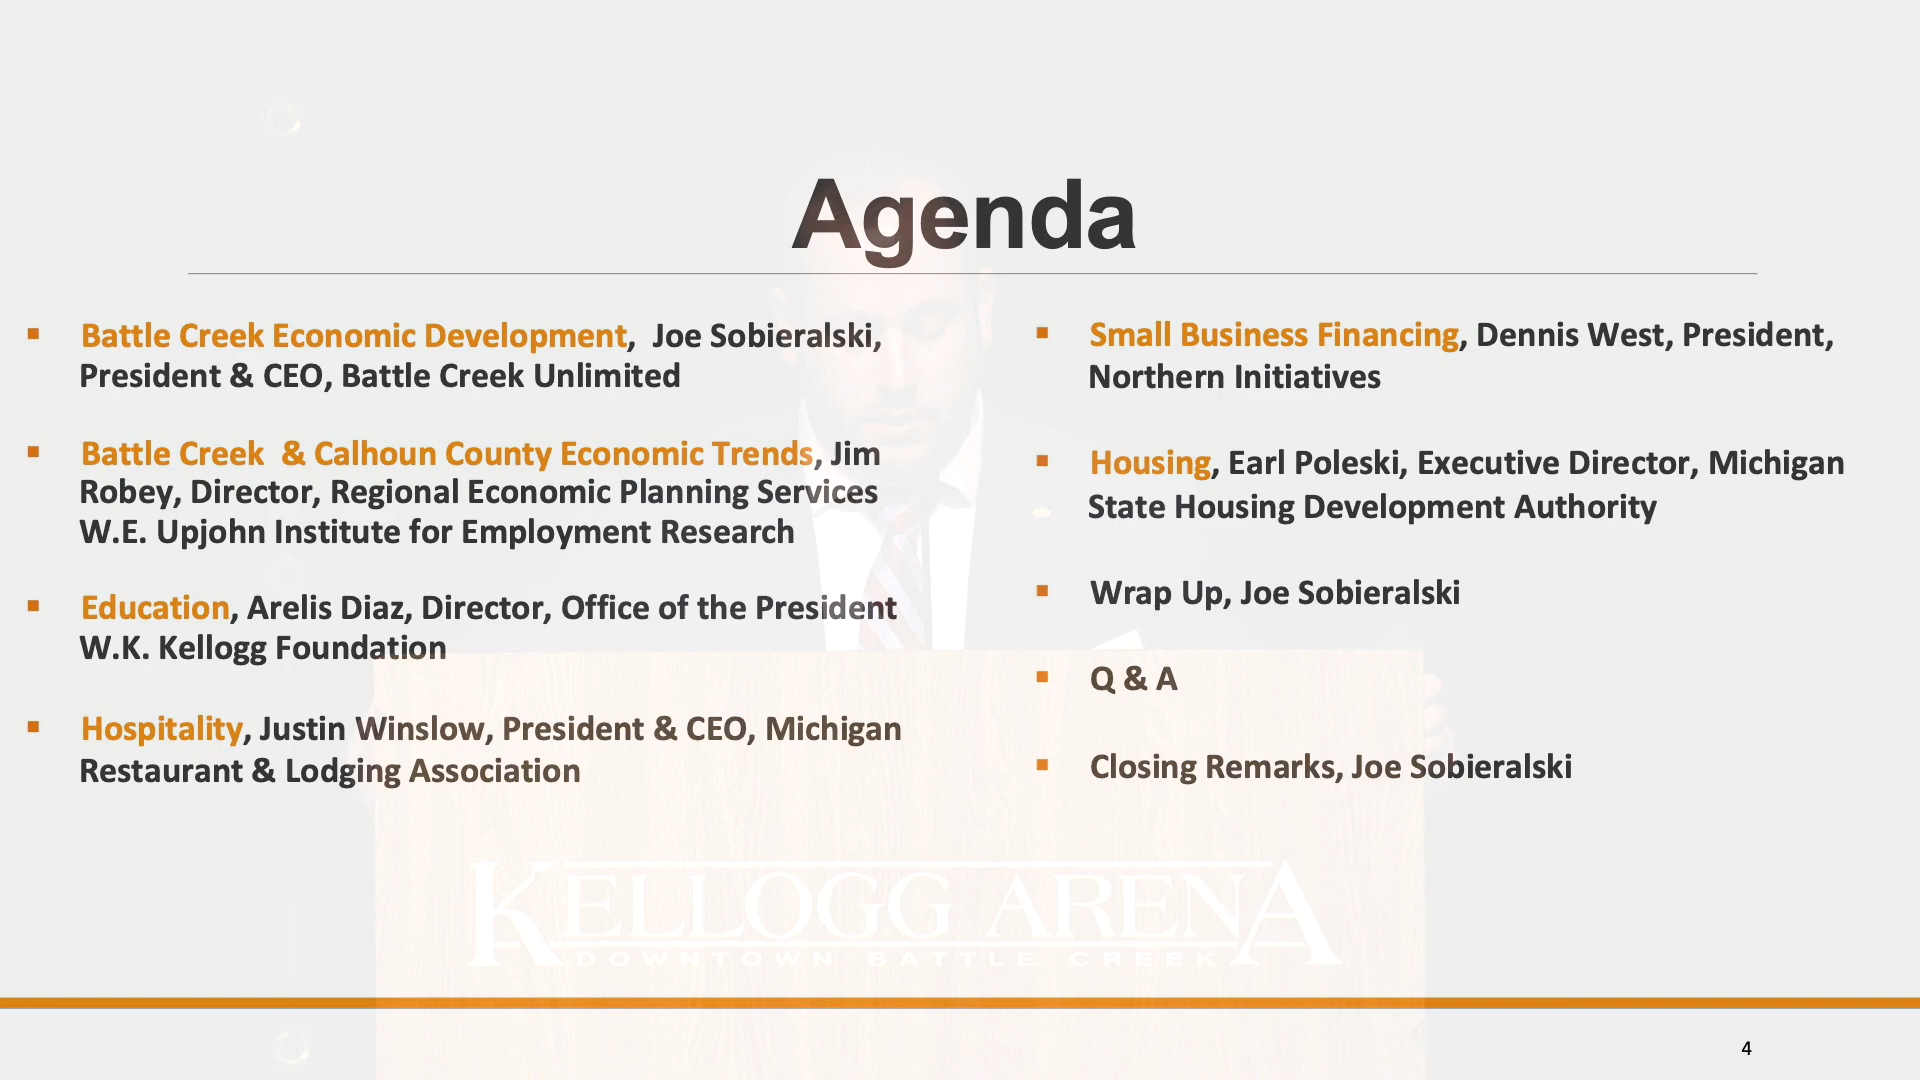 Agenda
Battle Creek Economic Development, Joe Sobieralski,
President & CEO, Battle Creek Unlimited
Battle Creek & Calhoun County Economic Trends, Jim
Robey, Director, Regional Economic Planning Services
W.E. Upjohn Institute for Employment Research
Education, Arelis Diaz, Director, Office of the President
W.K. Kellogg Foundation
Hospitality, Justin Winslow, President & CEO, Michigan
Restaurant & Lodging Association
Small Business Financing, Dennis West, President,
Northern Initiatives
Housing, Earl Poleski, Executive Director, Michigan
State Housing Development Authority
Wrap Up, Joe Sobieralski
Q & A
Closing Remarks, Joe Sobieralski
KELLOGG ARENA
DOWNTOWN BATTLE CREEK
4